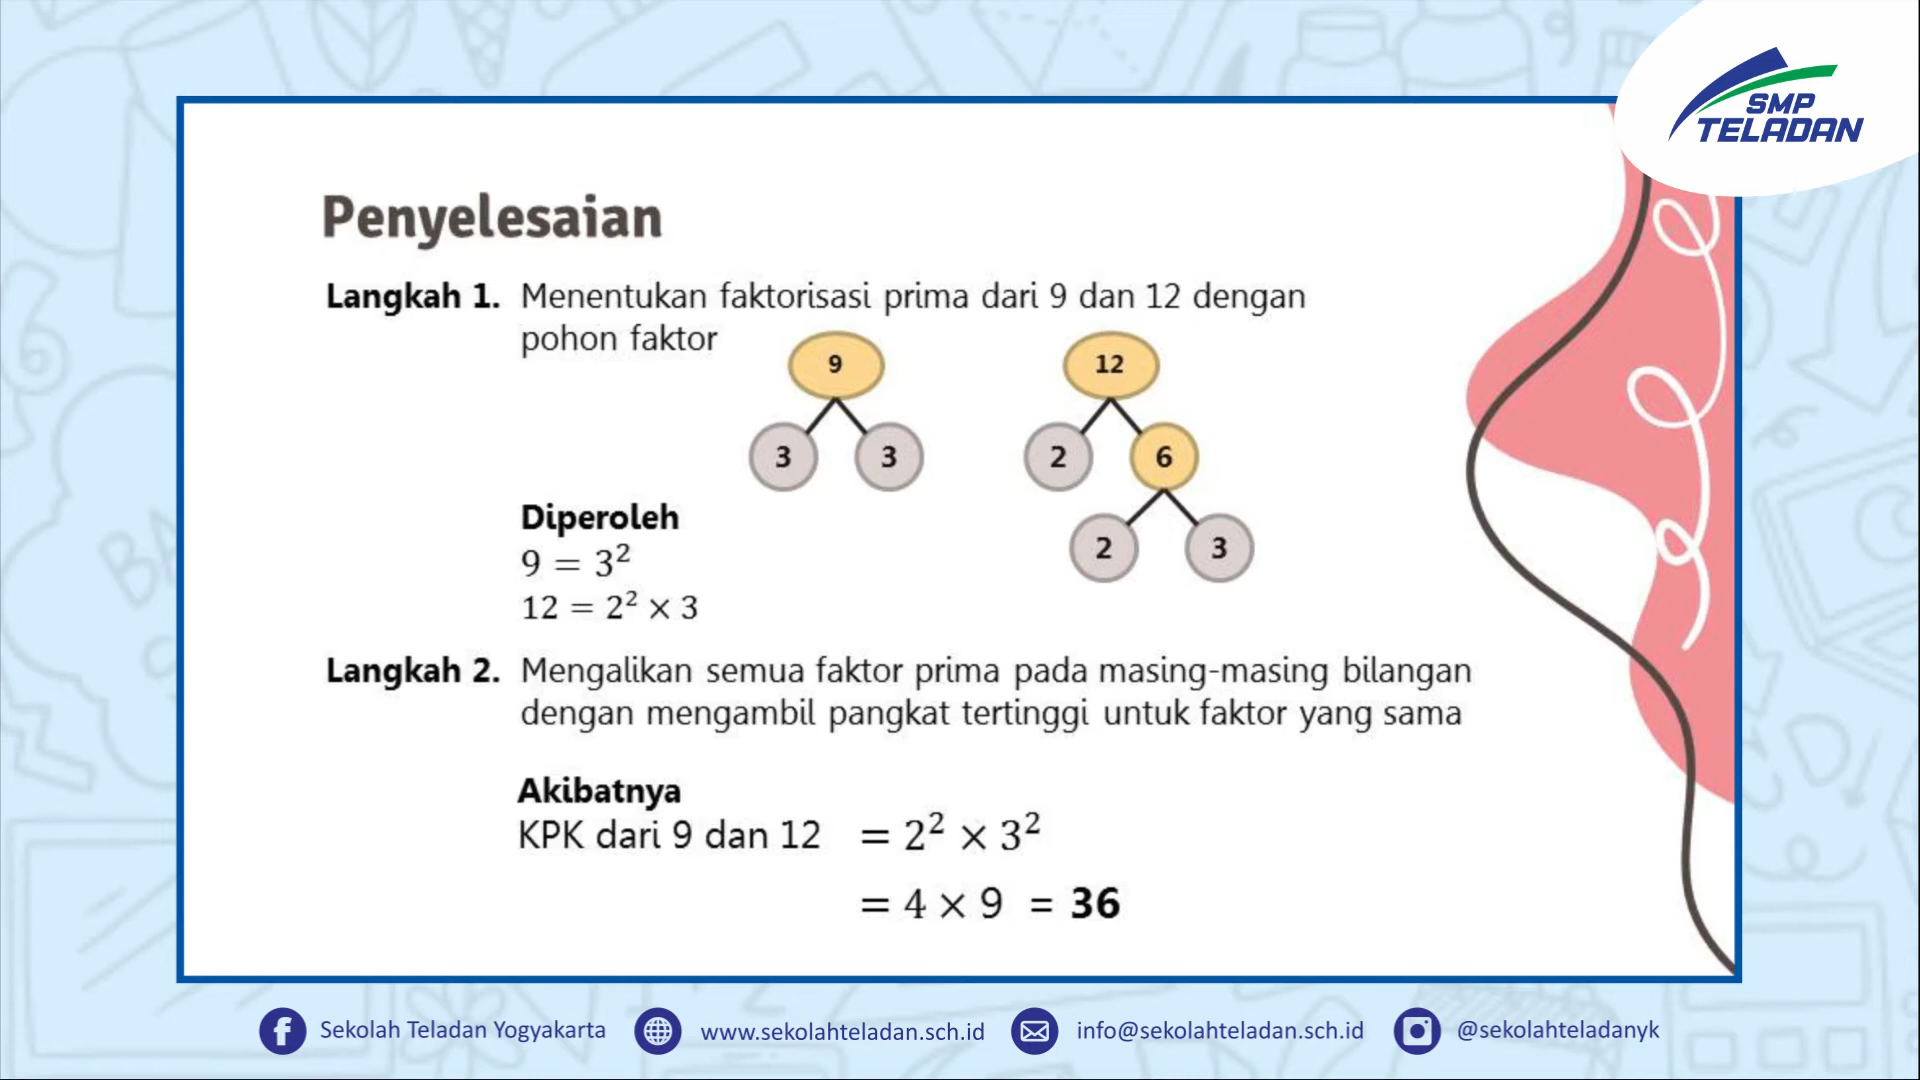 SMP
TELADAN
Penyelesaian
Langkah 1. Menentukan faktorisasi prima dari 9 dan 12 dengan
pohon faktor
9
12
3
3
2
6
2
3
Diperoleh
9 = 3²
12 = 2² × 3
Langkah 2. Mengalikan semua faktor prima pada masing-masing bilangan
dengan mengambil pangkat tertinggi untuk faktor yang sama
Akibatnya
KPK dari 9 dan 12 = 2² × 3²
= 4 × 9 = 36
Sekolah Teladan Yogyakarta
www.sekolahteladan.sch.id
info@sekolahteladan.sch.id
@sekolahteladanyk